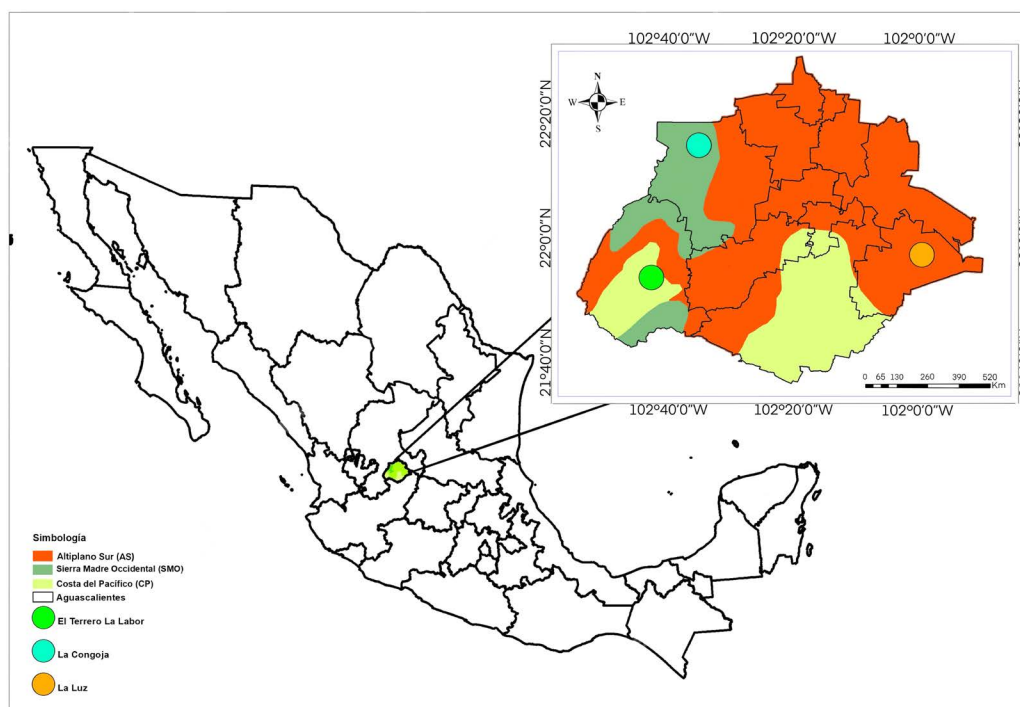 102°40'0"W 102°20'0"W 102°0'0"W
22°20'0"N
22°0'0"N
21°40'0"N
N
W E
S
0 65 130 260 390 520
Km
102°40'0"W 102°20'0"W 102°0'0"W
Simbología
Altiplano Sur (AS)
Sierra Madre Occidental (SMO)
Costa del Pacífico (CP)
Aguascalientes
El Terrero La Labor
La Congoja
La Luz